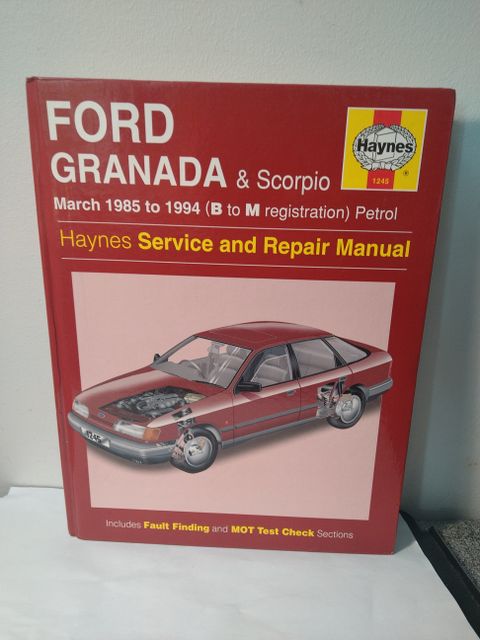 FORD
GRANADA & Scorpio
March 1985 to 1994 (B to M registration) Petrol
Haynes Service and Repair Manual
Haynes
1245
®
1245
Includes Fault Finding and MOT Test Check Sections